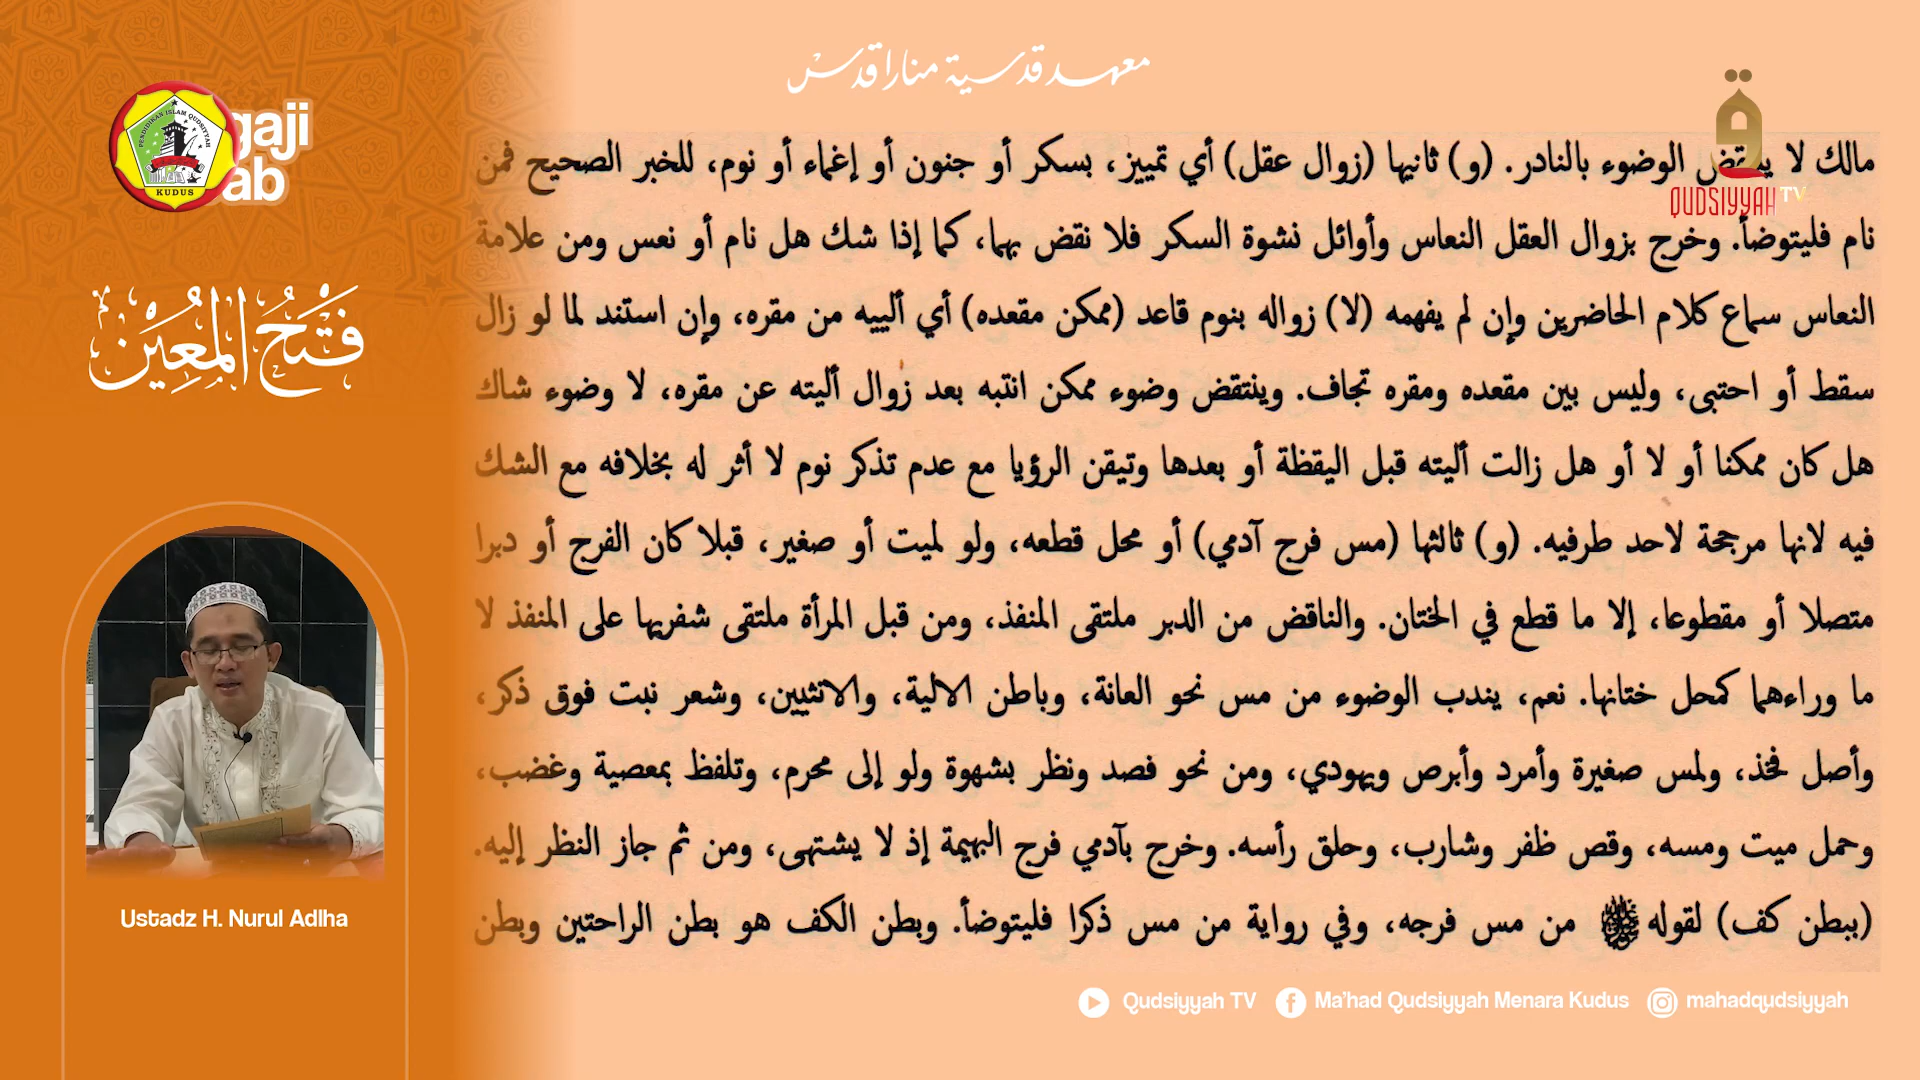 معهد قدسية منارا قدس
PENDIDIKAN ISLAM QUDSIYYAH
KUDUS
gaji
ab
QUDSIYYAH TV
فَتْحُ المُعِيْن
مالك لا ينقض الوضوء بالنادر. (و) ثانيها (زوال عقل) أي تمييز، بسكر أو جنون أو إغماء أو نوم، للخبر الصحيح فمن
نام فليتوضأ. وخرج بزوال العقل النعاس وأوائل نشوة السكر فلا نقض بهما، كما إذا شك هل نام أو نعس ومن علامة
النعاس سماع كلام الحاضرين وإن لم يفهمه (لا) زواله بنوم قاعد (ممكن مقعده) أي ألييه من مقره، وإن استند لما لو زال
سقط أو احتبى، وليس بين مقعده ومقره تجاف. وينتقض وضوء ممكن انتبه بعد زوال أليته عن مقره، لا وضوء شاك
هل كان ممكنا أو لا أو هل زالت أليته قبل اليقظة أو بعدها وتيقن الرؤيا مع عدم تذكر نوم لا أثر له بخلافه مع الشك
فيه لانها مرجحة لاحد طرفيه. (و) ثالثها (مس فرج آدمي) أو محل قطعه، ولو لميت أو صغير، قبلا كان الفرج أو دبرا
متصلا أو مقطوعا، إلا ما قطع في الختان. والناقض من الدبر ملتقى المنفذ، ومن قبل المرأة ملتقى شفريها على المنفذ لا
ما وراءهما كمحل ختانها. نعم، يندب الوضوء من مس نحو العانة، وباطن الالية، والانثيين، وشعر نبت فوق ذكر،
وأصل فخذ، ولمس صغيرة وأمرد وأبرص ويهودي، ومن نحو فصد ونظر بشهوة ولو إلى محرم، وتلفظ بمعصية وغضب،
وحمل ميت ومسه، وقص ظفر وشارب، وحلق رأسه. وخرج بآدمي فرج البهيمة إذ لا يشتهى، ومن ثم جاز النظر إليه.
(ببطن كف) لقوله ﷺ من مس فرجه، وفي رواية من مس ذكرا فليتوضأ. وبطن الكف هو بطن الراحتين وبطن
Ustadz H. Nurul Adlha
Qudsiyyah TV Ma'had Qudsiyyah Menara Kudus mahadqudsiyyah